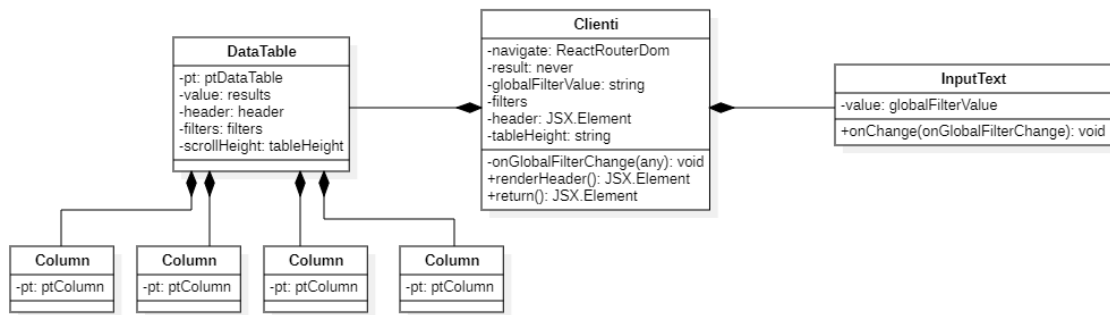 DataTable
-pt: ptDataTable
-value: results
-header: header
-filters: filters
-scrollHeight: tableHeight
Clienti
-navigate: ReactRouterDom
-result: never
-globalFilterValue: string
-filters
-header: JSX.Element
-tableHeight: string
-onGlobalFilterChange(any): void
+renderHeader(): JSX.Element
+return(): JSX.Element
InputText
-value: globalFilterValue
+onChange(onGlobalFilterChange): void
Column
-pt: ptColumn
Column
-pt: ptColumn
Column
-pt: ptColumn
Column
-pt: ptColumn